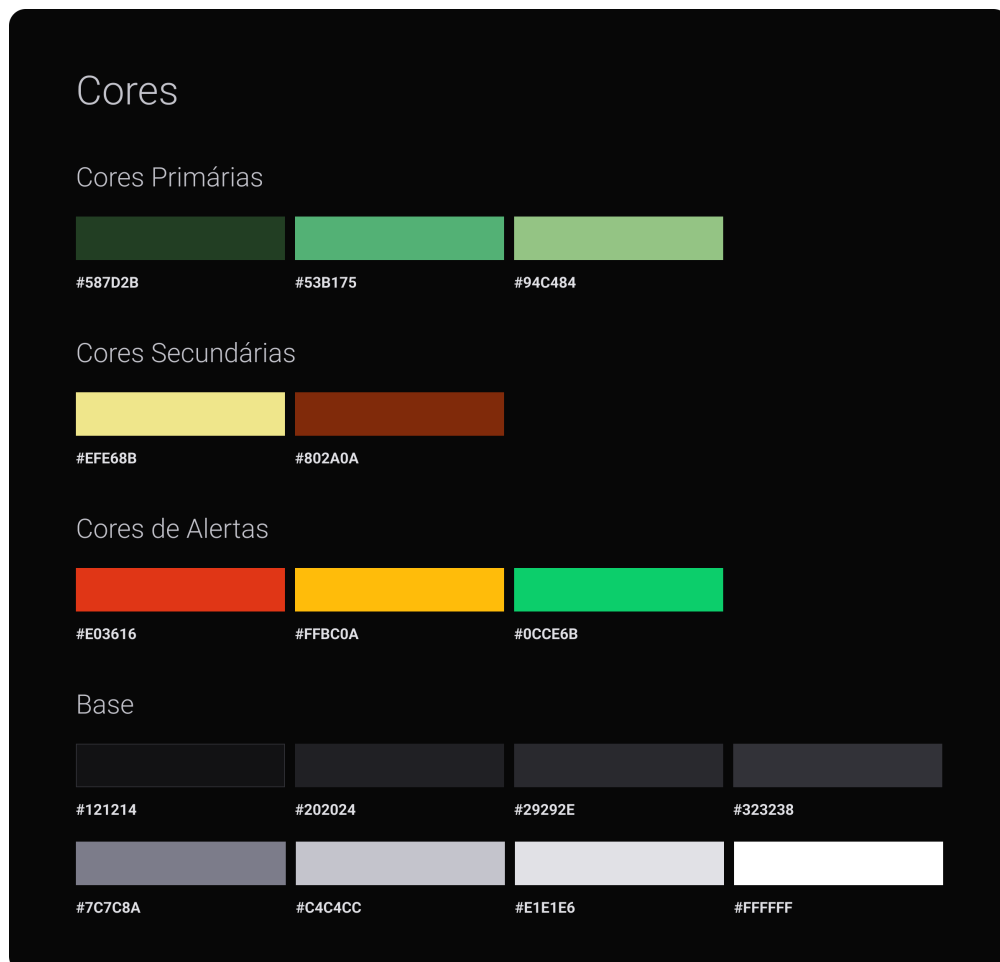 Cores
Cores Primárias
#587D2B #53B175 #94C484
Cores Secundárias
#EFE68B #802A0A
Cores de Alertas
#E03616 #FFBC0A #0CCE6B
Base
#121214 #202024 #29292E #323238
#7C7C8A #C4C4CC #E1E1E6 #FFFFFF